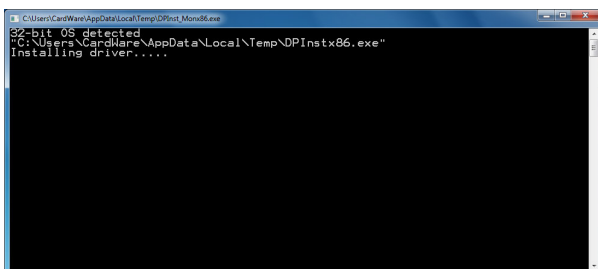 C:\Users\CardWare\AppData\Local\Temp\DPInst_Monx86.exe
32-bit OS detected
"C:\Users\CardWare\AppData\Local\Temp\DPInstx86.exe"
Installing driver.....